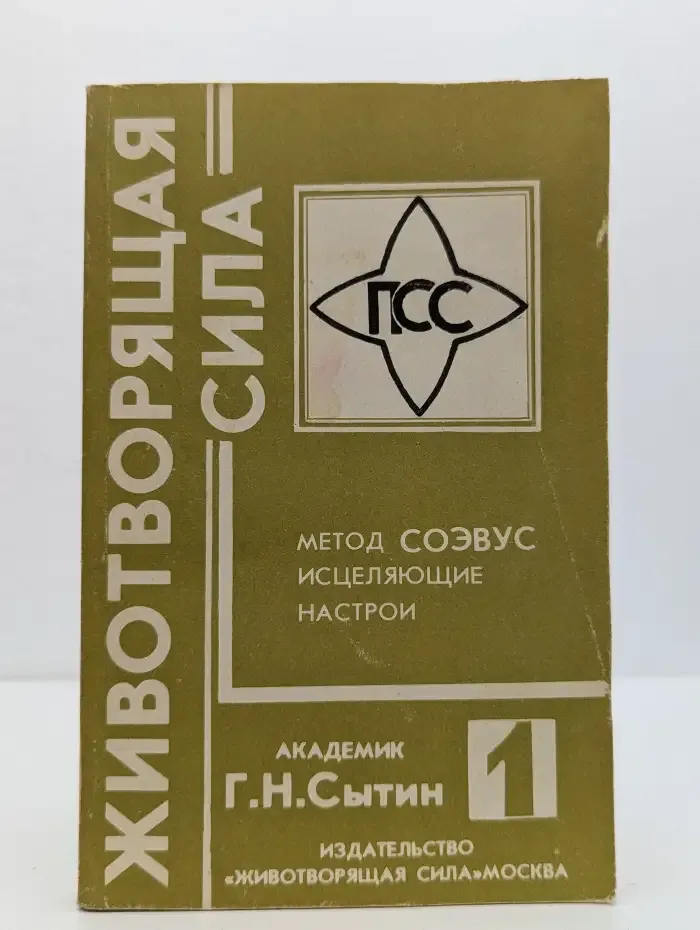 ЖИВОТВОРЯЩАЯ
СИЛА
ПСС
МЕТОД СОЭВУС
ИСЦЕЛЯЮЩИЕ
НАСТРОИ
АКАДЕМИК
Г.Н.Сытин
1
ИЗДАТЕЛЬСТВО
«ЖИВОТВОРЯЩАЯ СИЛА»МОСКВА